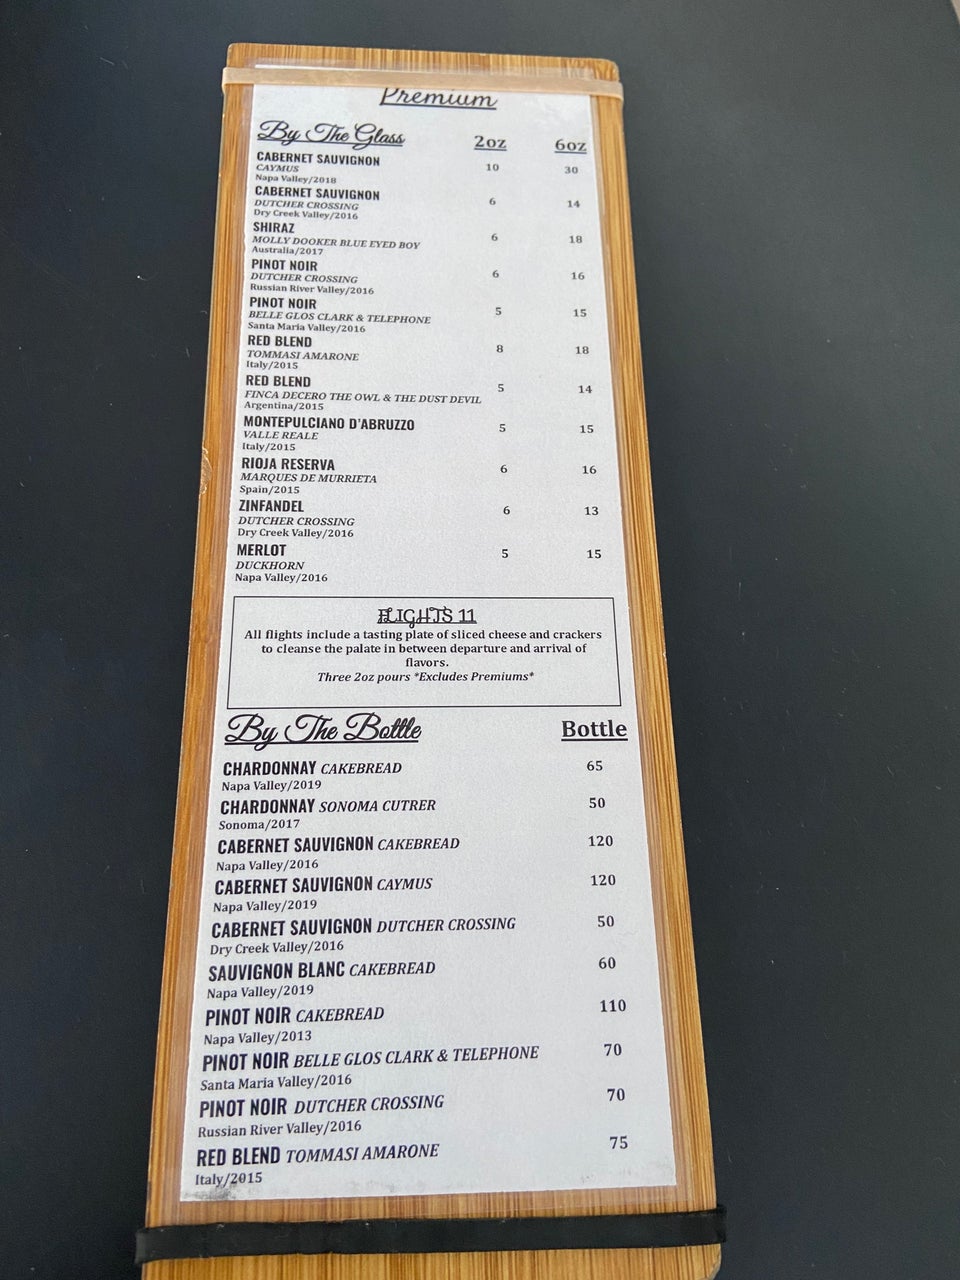 Premium
By The Glass 2oz 6oz
CABERNET SAUVIGNON
CAYMUS 10 30
Napa Valley/2018
CABERNET SAUVIGNON
DUTCHER CROSSING 6 14
Dry Creek Valley/2016
SHIRAZ
MOLLY DOOKER BLUE EYED BOY 6 18
Australia/2017
PINOT NOIR
DUTCHER CROSSING 6 16
Russian River Valley/2016
PINOT NOIR
BELLE GLOS CLARK & TELEPHONE 5 15
Santa Maria Valley/2016
RED BLEND
TOMMASI AMARONE 8 18
Italy/2015
RED BLEND
FINCA DECERO THE OWL & THE DUST DEVIL 5 14
Argentina/2015
MONTEPULCIANO D'ABRUZZO
VALLE REALE 5 15
Italy/2015
RIOJA RESERVA
MARQUES DE MURRIETA 6 16
Spain/2015
ZINFANDEL
DUTCHER CROSSING 6 13
Dry Creek Valley/2016
MERLOT
DUCKHORN 5 15
Napa Valley/2016
FLIGHTS 11
All flights include a tasting plate of sliced cheese and crackers
to cleanse the palate in between departure and arrival of
flavors.
Three 2oz pours *Excludes Premiums*
By The Bottle Bottle
CHARDONNAY CAKEBREAD 65
Napa Valley/2019
CHARDONNAY SONOMA CUTRER 50
Sonoma/2017
CABERNET SAUVIGNON CAKEBREAD 120
Napa Valley/2016
CABERNET SAUVIGNON CAYMUS 120
Napa Valley/2019
CABERNET SAUVIGNON DUTCHER CROSSING 50
Dry Creek Valley/2016
SAUVIGNON BLANC CAKEBREAD 60
Napa Valley/2019
PINOT NOIR CAKEBREAD 110
Napa Valley/2013
PINOT NOIR BELLE GLOS CLARK & TELEPHONE 70
Santa Maria Valley/2016
PINOT NOIR DUTCHER CROSSING 70
Russian River Valley/2016
RED BLEND TOMMASI AMARONE 75
Italy/2015